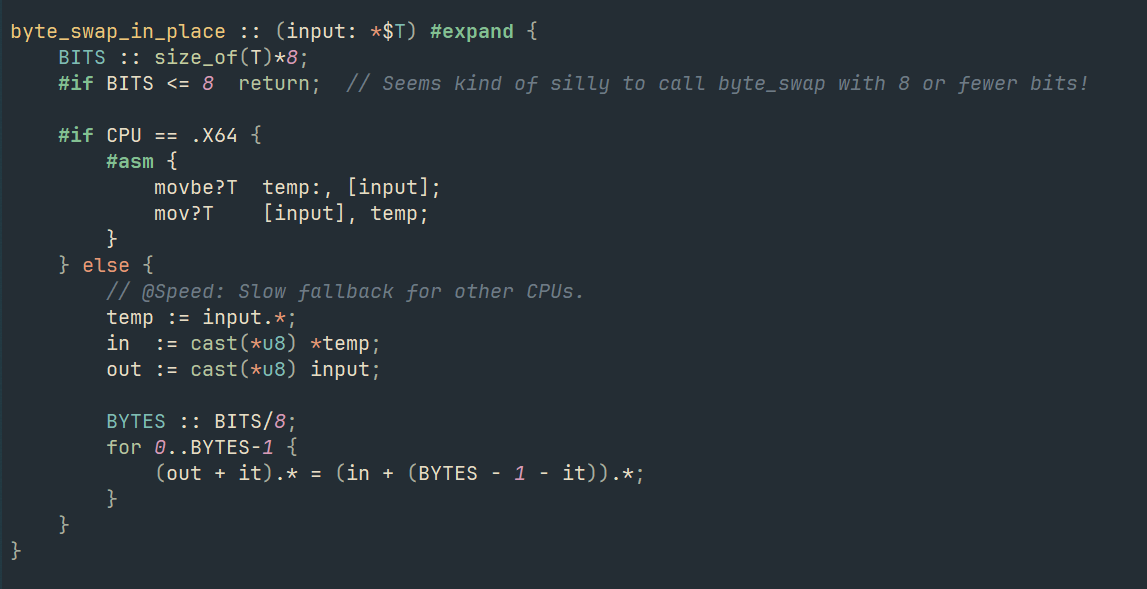 byte_swap_in_place :: (input: *$T) #expand {
    BITS :: size_of(T)*8;
    #if BITS <= 8  return;  // Seems kind of silly to call byte_swap with 8 or fewer bits!

    #if CPU == .X64 {
        #asm {
            movbe?T  temp:, [input];
            mov?T    [input], temp;
        }
    } else {
        // @Speed: Slow fallback for other CPUs.
        temp := input.*;
        in  := cast(*u8) *temp;
        out := cast(*u8) input;

        BYTES :: BITS/8;
        for 0..BYTES-1 {
            (out + it).* = (in + (BYTES - 1 - it)).*;
        }
    }
}